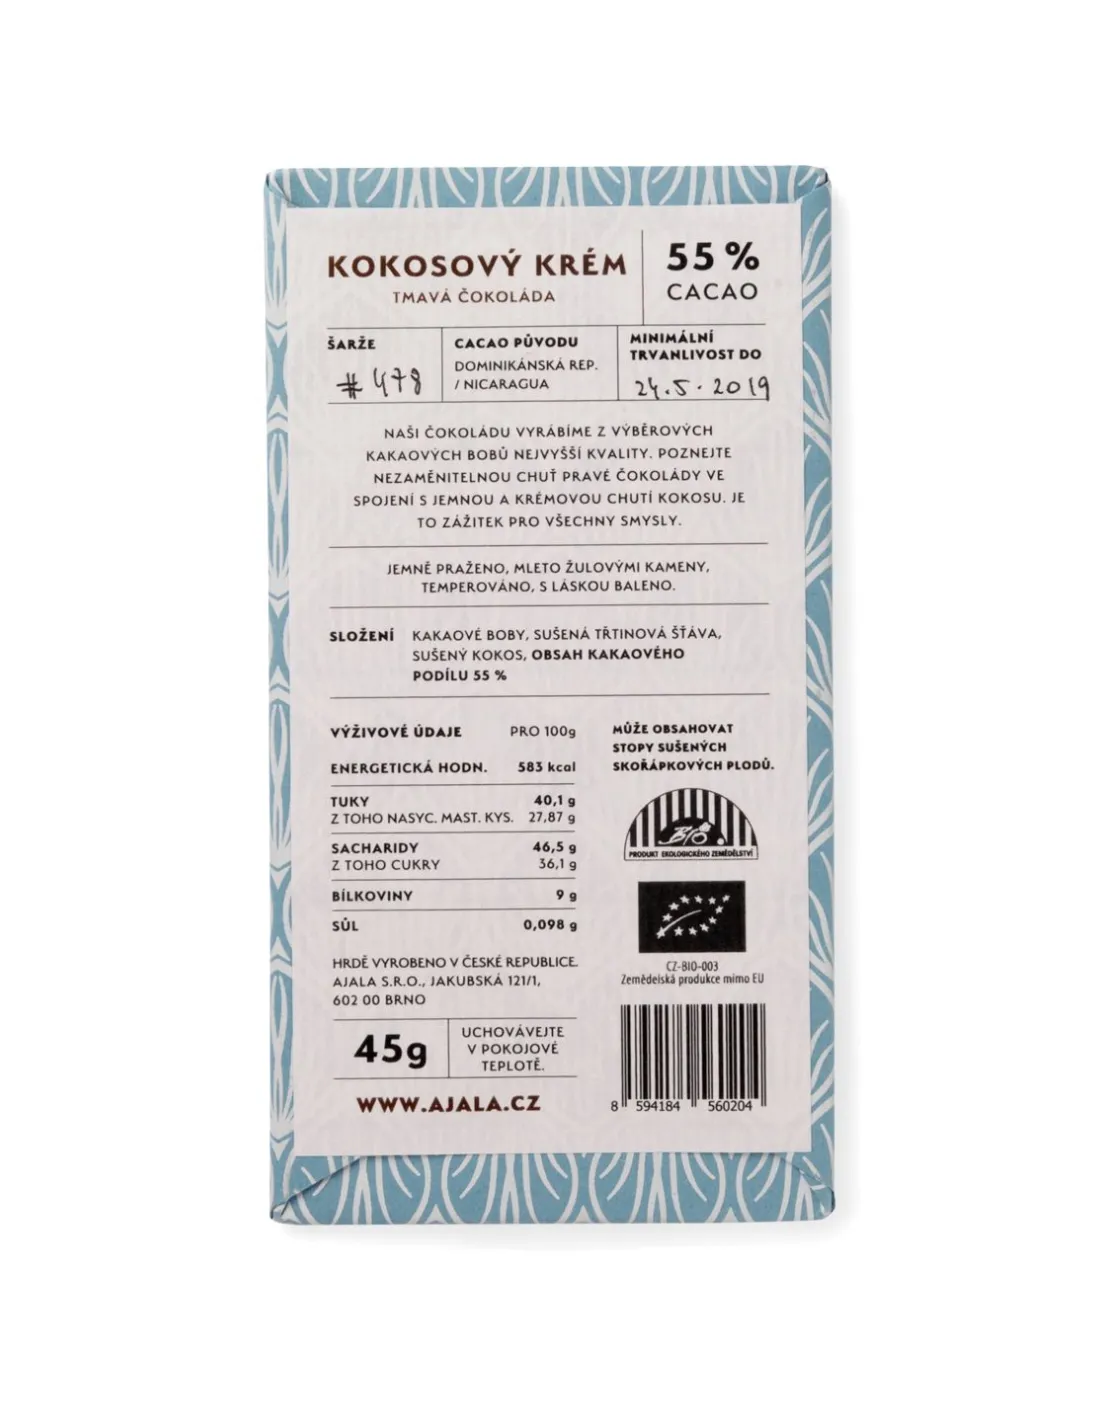 KOKOSOVÝ KRÉM
TMAVÁ ČOKOLÁDA
55 %
CACAO
ŠARŽE
# 478
CACAO PŮVODU
DOMINIKÁNSKÁ REP.
/ NICARAGUA
MINIMÁLNÍ
TRVANLIVOST DO
24.5.2019
NAŠI ČOKOLÁDU VYRÁBÍME Z VÝBĚROVÝCH
KAKAOVÝCH BOBŮ NEJVYŠŠÍ KVALITY. POZNEJTE
NEZAMĚNITELNOU CHUŤ PRAVÉ ČOKOLÁDY VE
SPOJENÍ S JEMNOU A KRÉMOVOU CHUTÍ KOKOSU. JE
TO ZÁŽITEK PRO VŠECHNY SMYSLY.
JEMNĚ PRAŽENO, MLETO ŽULOVÝMI KAMENY,
TEMPEROVÁNO, S LÁSKOU BALENO.
SLOŽENÍ KAKAOVÉ BOBY, SUŠENÁ TŘTINOVÁ ŠŤÁVA,
SUŠENÝ KOKOS, OBSAH KAKAOVÉHO
PODÍLU 55 %
VÝŽIVOVÉ ÚDAJE PRO 100g
ENERGETICKÁ HODN. 583 kcal
TUKY 40,1 g
Z TOHO NASYC. MAST. KYS. 27,87 g
SACHARIDY 46,5 g
Z TOHO CUKRY 36,1 g
BÍLKOVINY 9 g
SŮL 0,098 g
HRDĚ VYROBENO V ČESKÉ REPUBLICE.
AJALA S.R.O., JAKUBSKÁ 121/1,
602 00 BRNO
45g
UCHOVÁVEJTE
V POKOJOVÉ
TEPLOTĚ.
WWW.AJALA.CZ
MŮŽE OBSAHOVAT
STOPY SUŠENÝCH
SKOŘÁPKOVÝCH PLODŮ.
BIO
PRODUKT EKOLOGICKÉHO ZEMĚDĚLSTVÍ
CZ-BIO-003
Zemědelská produkce mimo EU
8 594184 560204